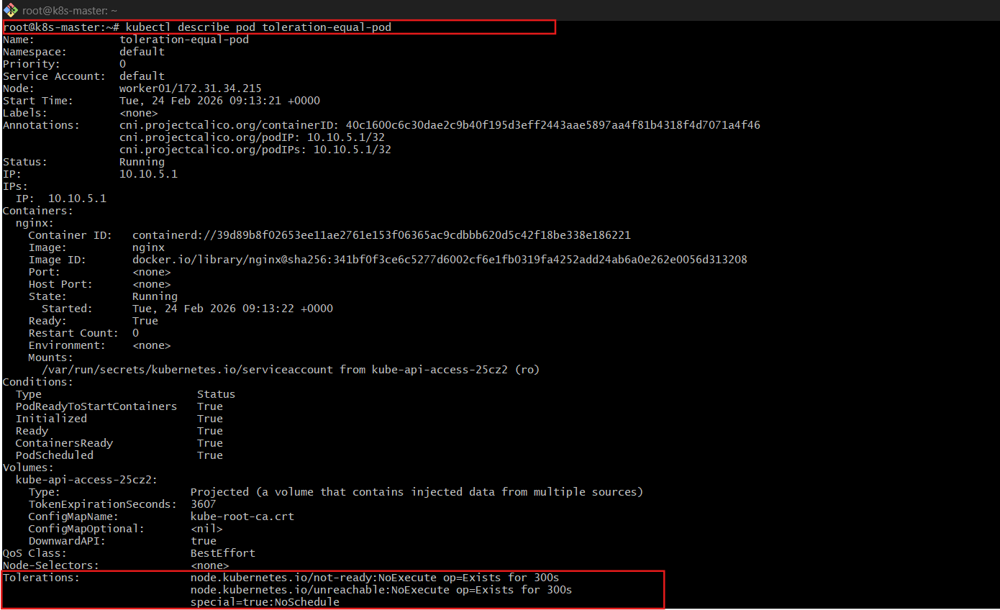 root@k8s-master: ~
root@k8s-master:~# kubectl describe pod toleration-equal-pod
Name:             toleration-equal-pod
Namespace:        default
Priority:         0
Service Account:  default
Node:             worker01/172.31.34.215
Start Time:       Tue, 24 Feb 2026 09:13:21 +0000
Labels:           <none>
Annotations:      cni.projectcalico.org/containerID: 40c1600c6c30dae2c9b40f195d3eff2443aae5897aa4f81b4318f4d7071a4f46
                  cni.projectcalico.org/podIP: 10.10.5.1/32
                  cni.projectcalico.org/podIPs: 10.10.5.1/32
Status:           Running
IP:               10.10.5.1
IPs:
  IP:  10.10.5.1
Containers:
  nginx:
    Container ID:   containerd://39d89b8f02653ee11ae2761e153f06365ac9cdbbb620d5c42f18be338e186221
    Image:          nginx
    Image ID:       docker.io/library/nginx@sha256:341bf0f3ce6c5277d6002cf6e1fb0319fa4252add24ab6a0e262e0056d313208
    Port:           <none>
    Host Port:      <none>
    State:          Running
      Started:      Tue, 24 Feb 2026 09:13:22 +0000
    Ready:          True
    Restart Count:  0
    Environment:    <none>
    Mounts:
      /var/run/secrets/kubernetes.io/serviceaccount from kube-api-access-25cz2 (ro)
Conditions:
  Type                        Status
  PodReadyToStartContainers   True
  Initialized                 True
  Ready                       True
  ContainersReady             True
  PodScheduled                True
Volumes:
  kube-api-access-25cz2:
    Type:                    Projected (a volume that contains injected data from multiple sources)
    TokenExpirationSeconds:  3607
    ConfigMapName:           kube-root-ca.crt
    ConfigMapOptional:       <nil>
    DownwardAPI:             true
QoS Class:                   BestEffort
Node-Selectors:              <none>
Tolerations:                 node.kubernetes.io/not-ready:NoExecute op=Exists for 300s
                             node.kubernetes.io/unreachable:NoExecute op=Exists for 300s
                             special=true:NoSchedule